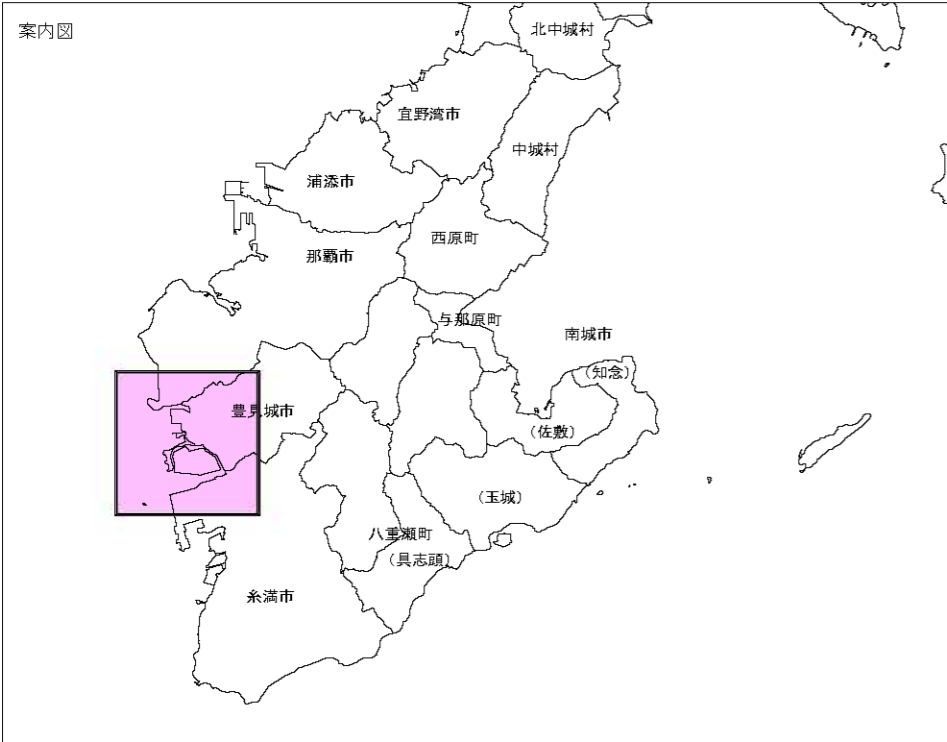 案内図
北中城村
宜野湾市
中城村
浦添市
西原町
那覇市
与那原町
南城市
(知念)
豊見城市
(佐敷)
(玉城)
八重瀬町
(具志頭)
糸満市